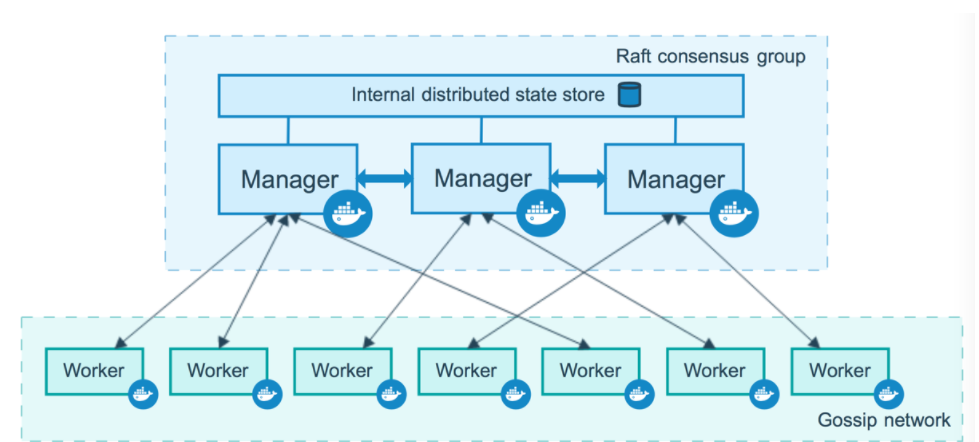 Raft consensus group
Internal distributed state store
Manager
Manager
Manager
Worker
Worker
Worker
Worker
Worker
Worker
Worker
Gossip network